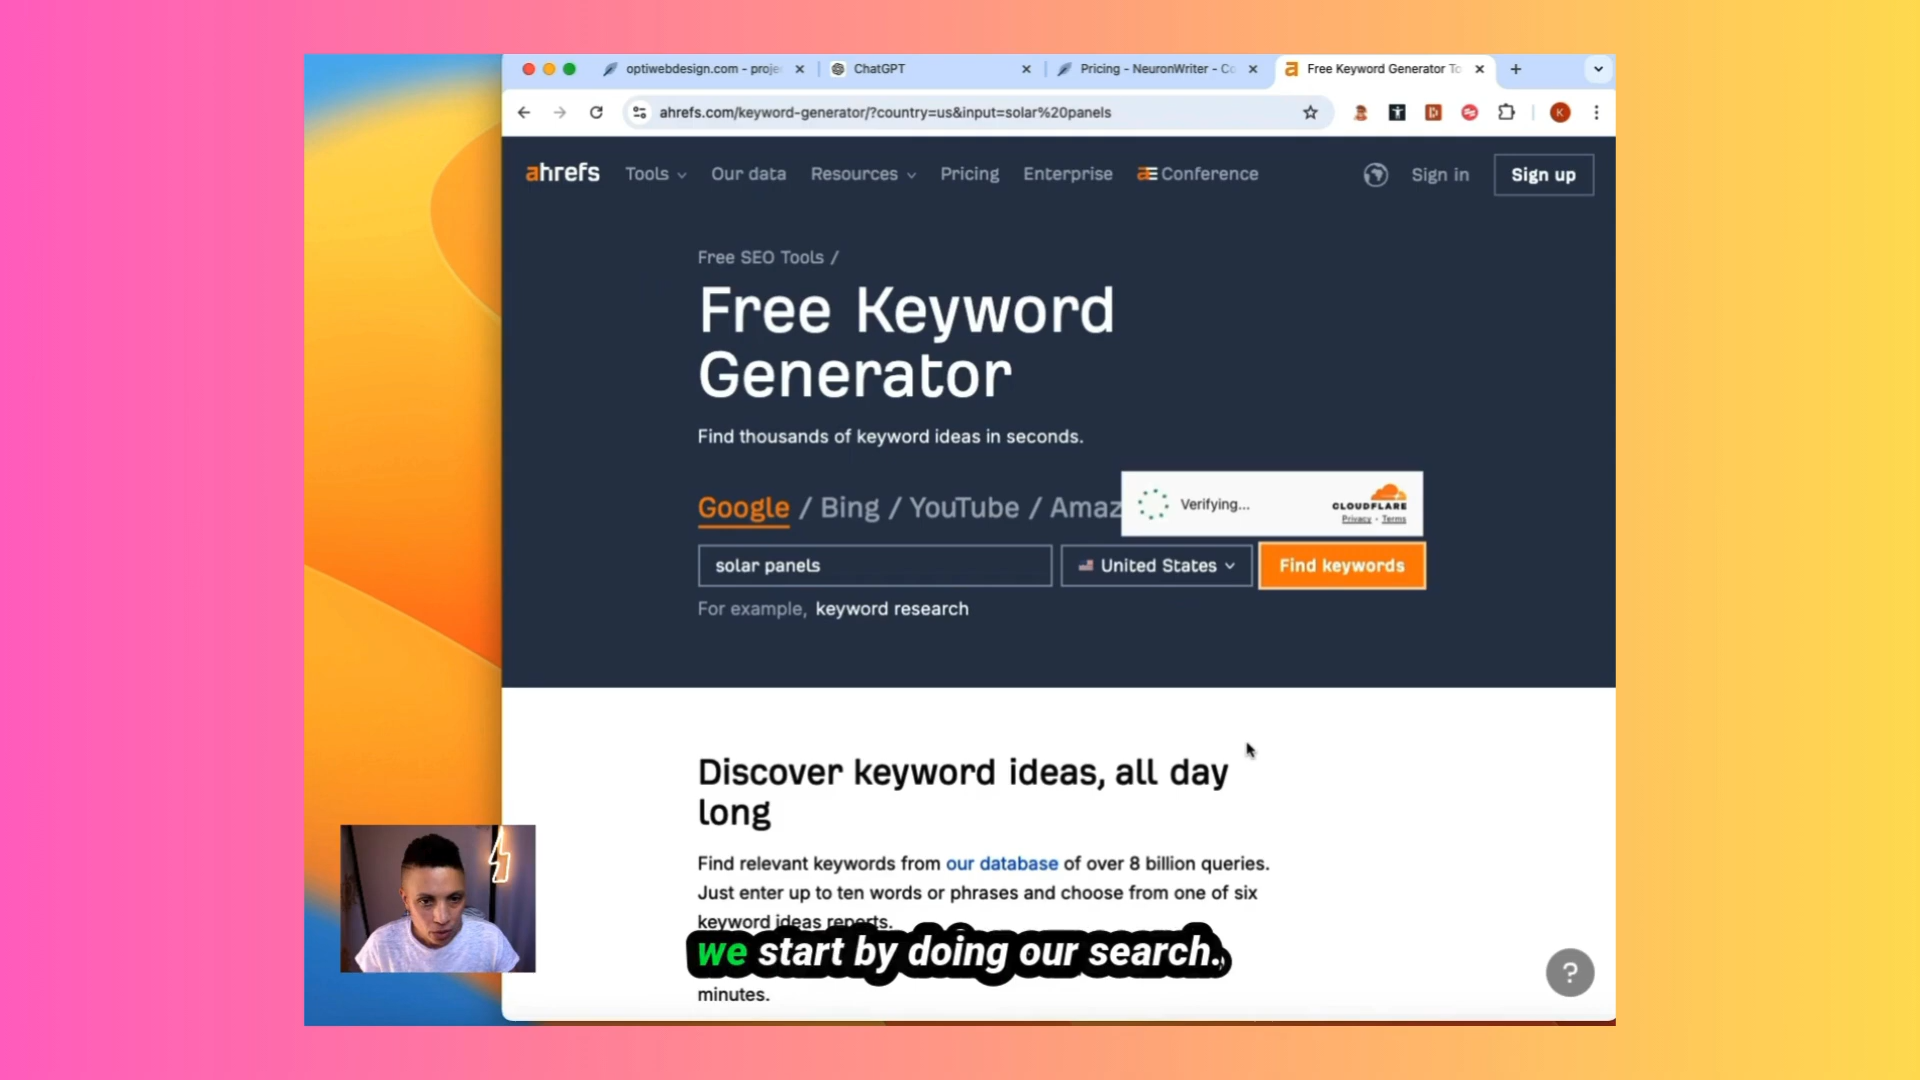 optiwebdesign.com - proje
ChatGPT
Pricing - NeuronWriter - Co
Free Keyword Generator To
ahrefs.com/keyword-generator/?country=us&input=solar%20panels
K
ahrefs
Tools
Our data
Resources
Pricing
Enterprise
Conference
Sign in
Sign up
Free SEO Tools /
Free Keyword
Generator
Find thousands of keyword ideas in seconds.
Google / Bing / YouTube / Amaz
Verifying...
CLOUDFLARE
Privacy · Terms
solar panels
United States
Find keywords
For example, keyword research
Discover keyword ideas, all day
long
Find relevant keywords from our database of over 8 billion queries.
Just enter up to ten words or phrases and choose from one of six
keyword ideas reports.
we start by doing our search.
minutes.
?